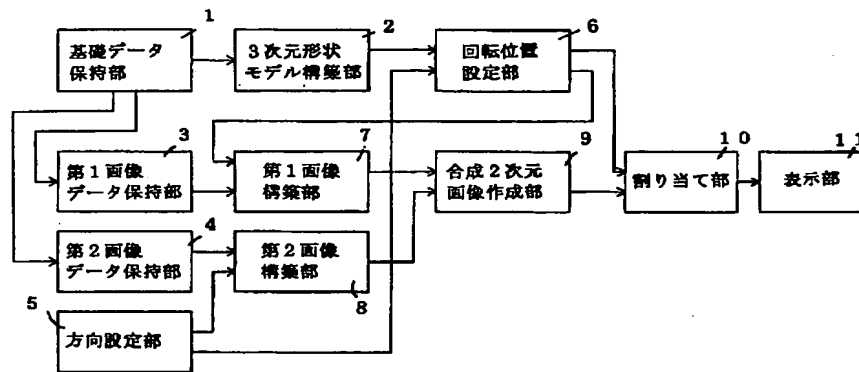 1
基礎データ
保持部
2
3次元形状
モデル構築部
6
回転位置
設定部
3
第1画像
データ保持部
7
第1画像
構築部
9
合成2次元
画像作成部
10
割り当て部
11
表示部
4
第2画像
データ保持部
第2画像
構築部
8
5
方向設定部